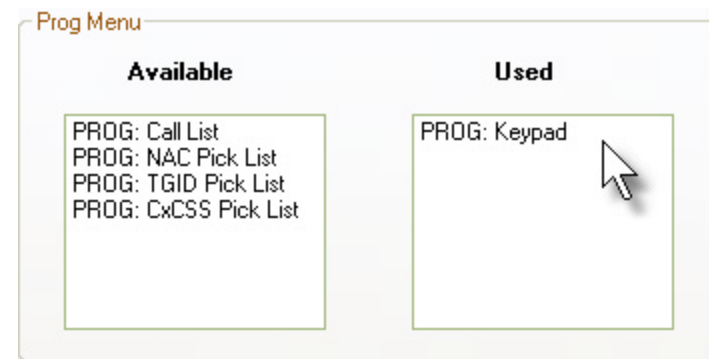 Prog Menu
Available
Used
PROG: Call List
PROG: NAC Pick List
PROG: TGID Pick List
PROG: CxCSS Pick List
PROG: Keypad